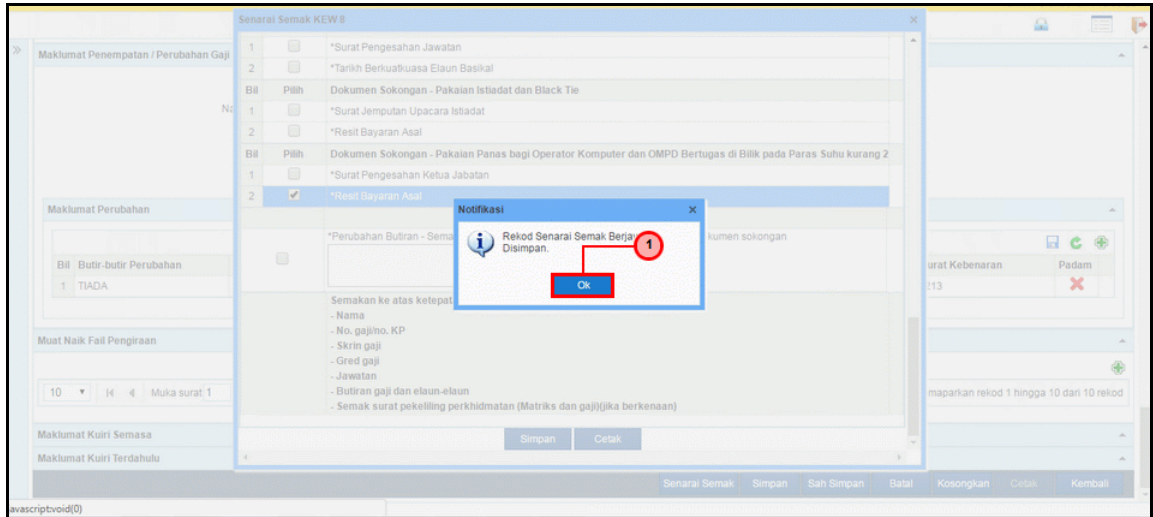 Senarai Semak KEW 8
Maklumat Penempatan / Perubahan Gaji
1 *Surat Pengesahan Jawatan
2 *Tarikh Berkuatkuasa Elaun Basikal
Bil Pilih Dokumen Sokongan - Pakaian Istiadat dan Black Tie
1 *Surat Jemputan Upacara Istiadat
2 *Resit Bayaran Asal
Bil Pilih Dokumen Sokongan - Pakaian Panas bagi Operator Komputer dan OMPD Bertugas di Bilik pada Paras Suhu kurang 2
1 *Surat Pengesahan Ketua Jabatan
2 *Resit Bayaran Asal
Maklumat Perubahan
Notifikasi
Rekod Senarai Semak Berja
Disimpan.
1
Ok
*Perubahan Butiran - Sema kumen sokongan
Bil Butir-butir Perubahan urat Kebenaran Padam
1 TIADA 213
Semakan ke atas ketepat
- Nama
- No. gaji/no. KP
- Skrin gaji
- Gred gaji
- Jawatan
- Butiran gaji dan elaun-elaun
- Semak surat pekeliling perkhidmatan (Matriks dan gaji)(jika berkenaan)
Muat Naik Fail Pengiraan
10 Muka surat 1 maparkan rekod 1 hingga 10 dari 10 rekod
Simpan Cetak
Maklumat Kuiri Semasa
Maklumat Kuiri Terdahulu
Senarai Semak Simpan Sah Simpan Batal Kosongkan Cetak Kembali
avascript:void(0)